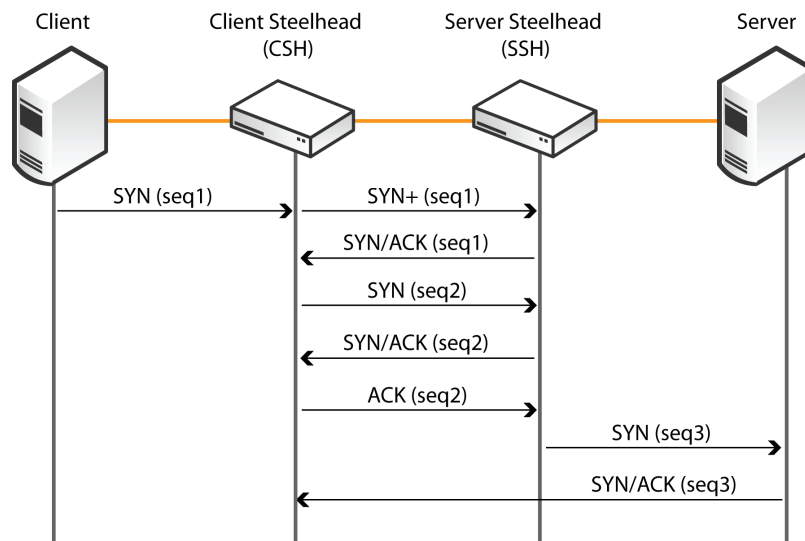 Client
Client Steelhead
(CSH)
Server Steelhead
(SSH)
Server
SYN (seq1)
SYN+ (seq1)
SYN/ACK (seq1)
SYN (seq2)
SYN/ACK (seq2)
ACK (seq2)
SYN (seq3)
SYN/ACK (seq3)